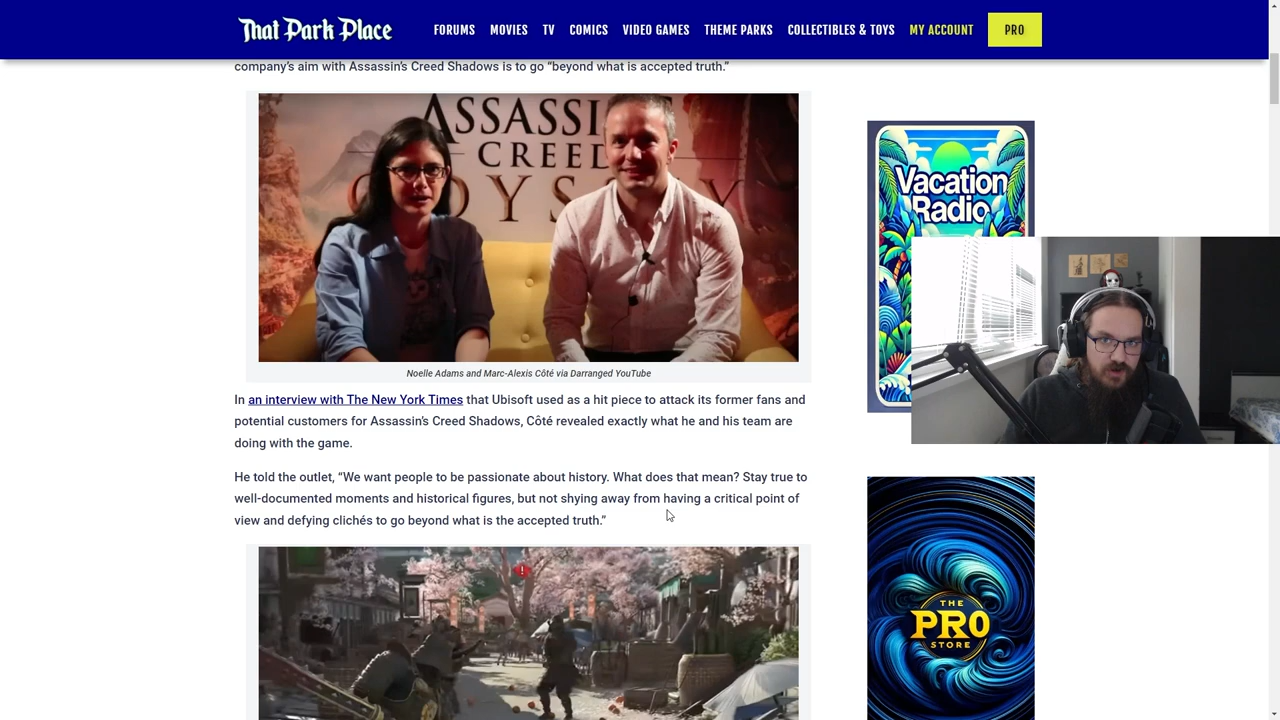 That Park Place
FORUMS MOVIES TV COMICS VIDEO GAMES THEME PARKS COLLECTIBLES & TOYS MY ACCOUNT PRO
company's aim with Assassin's Creed Shadows is to go “beyond what is accepted truth.”
ASSASSI
CREED
ODYSSEY
Noelle Adams and Marc-Alexis Côté via Darranged YouTube
In an interview with The New York Times that Ubisoft used as a hit piece to attack its former fans and
potential customers for Assassin's Creed Shadows, Côté revealed exactly what he and his team are
doing with the game.
He told the outlet, “We want people to be passionate about history. What does that mean? Stay true to
well-documented moments and historical figures, but not shying away from having a critical point of
view and defying clichés to go beyond what is the accepted truth.”
Vacation
Radio
THE
PRO
STORE